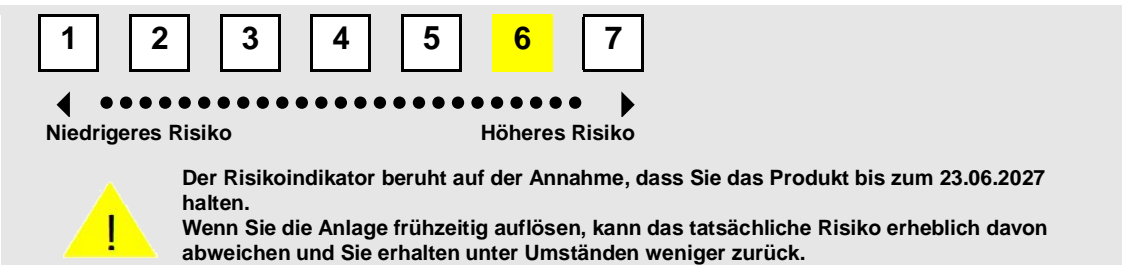 1 2 3 4 5 6 7
Niedrigeres Risiko Höheres Risiko
Der Risikoindikator beruht auf der Annahme, dass Sie das Produkt bis zum 23.06.2027
halten.
Wenn Sie die Anlage frühzeitig auflösen, kann das tatsächliche Risiko erheblich davon
abweichen und Sie erhalten unter Umständen weniger zurück.
!